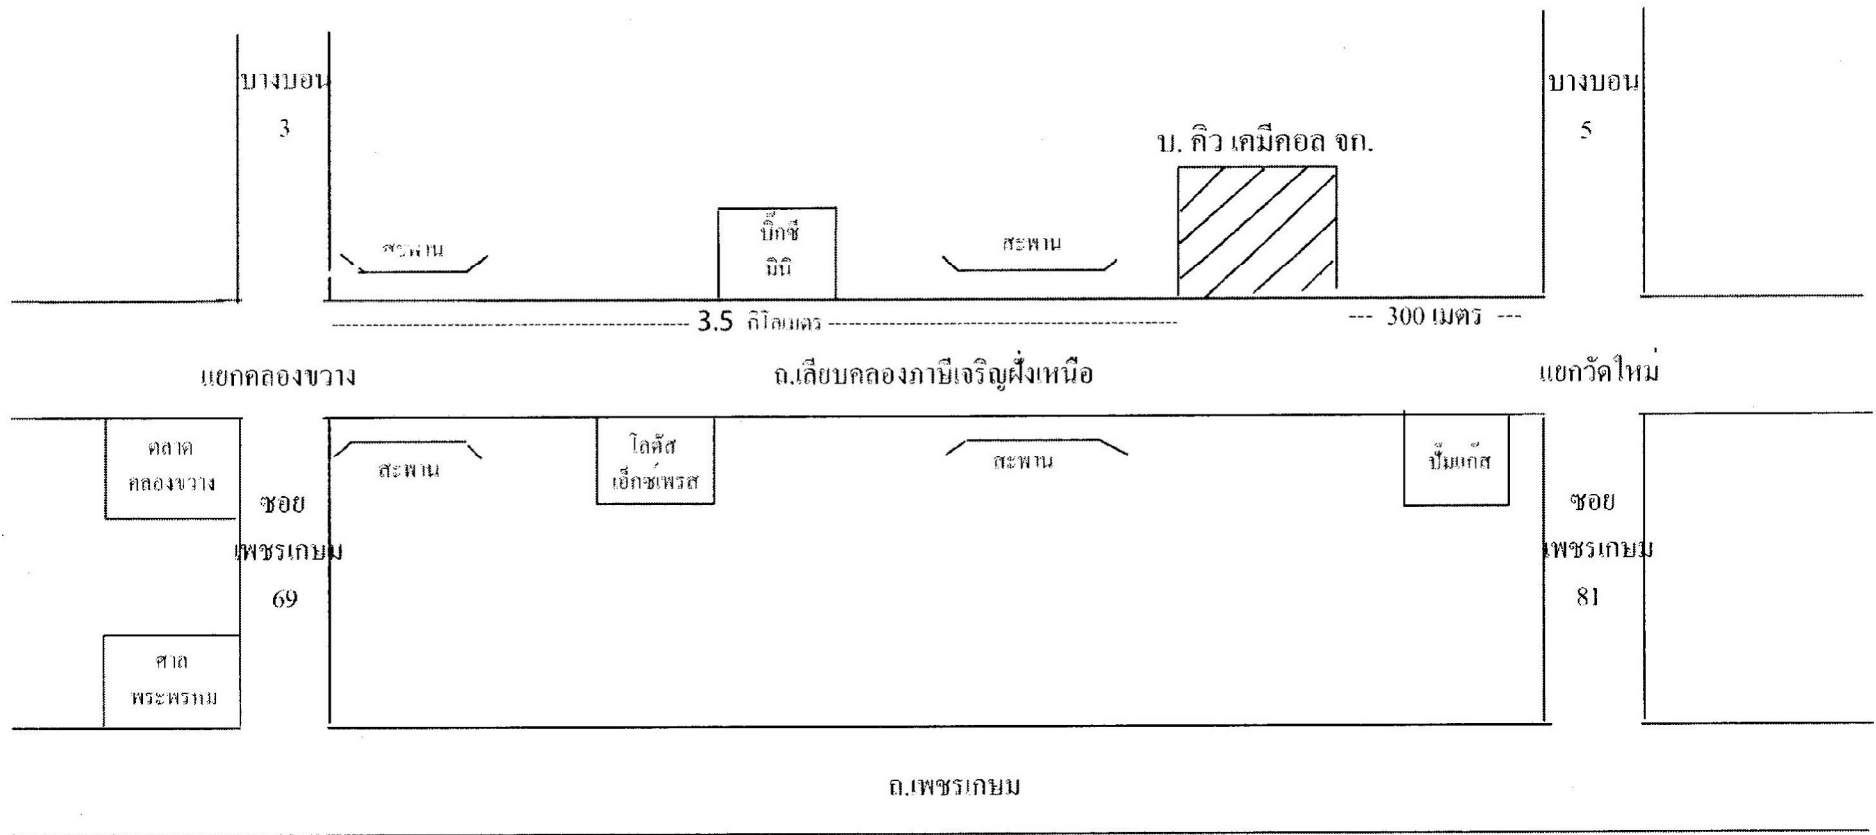 บางบอน
3
บางบอน
5
บ. คิว เคมีคอล จก.
สะพาน
บิ๊กซี
มินิ
สะพาน
3.5 กิโลเมตร
300 เมตร
แยกคลองขวาง
ถ.เลียบคลองภาษีเจริญฝั่งเหนือ
แยกวัดใหม่
ตลาด
คลองขวาง
สะพาน
โลตัส
เอ็กซ์เพรส
สะพาน
ปั๊มแก๊ส
ซอย
เพชรเกษม
69
ซอย
เพชรเกษม
81
ศาล
พระพรหม
ถ.เพชรเกษม